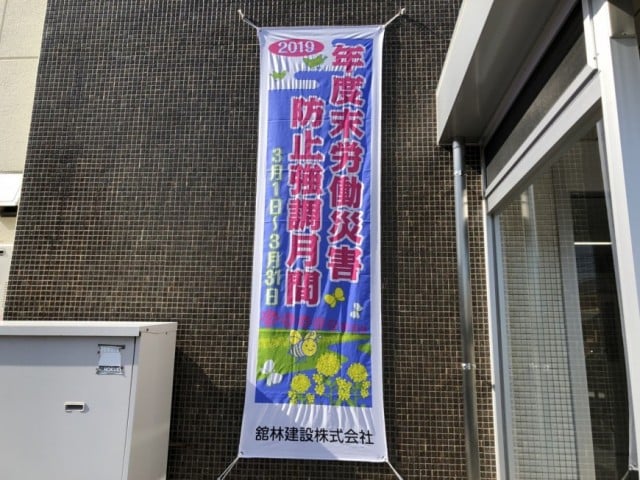 2019
年度末労働災害
防止強調月間
3月1日~3月31日
舘林建設株式会社